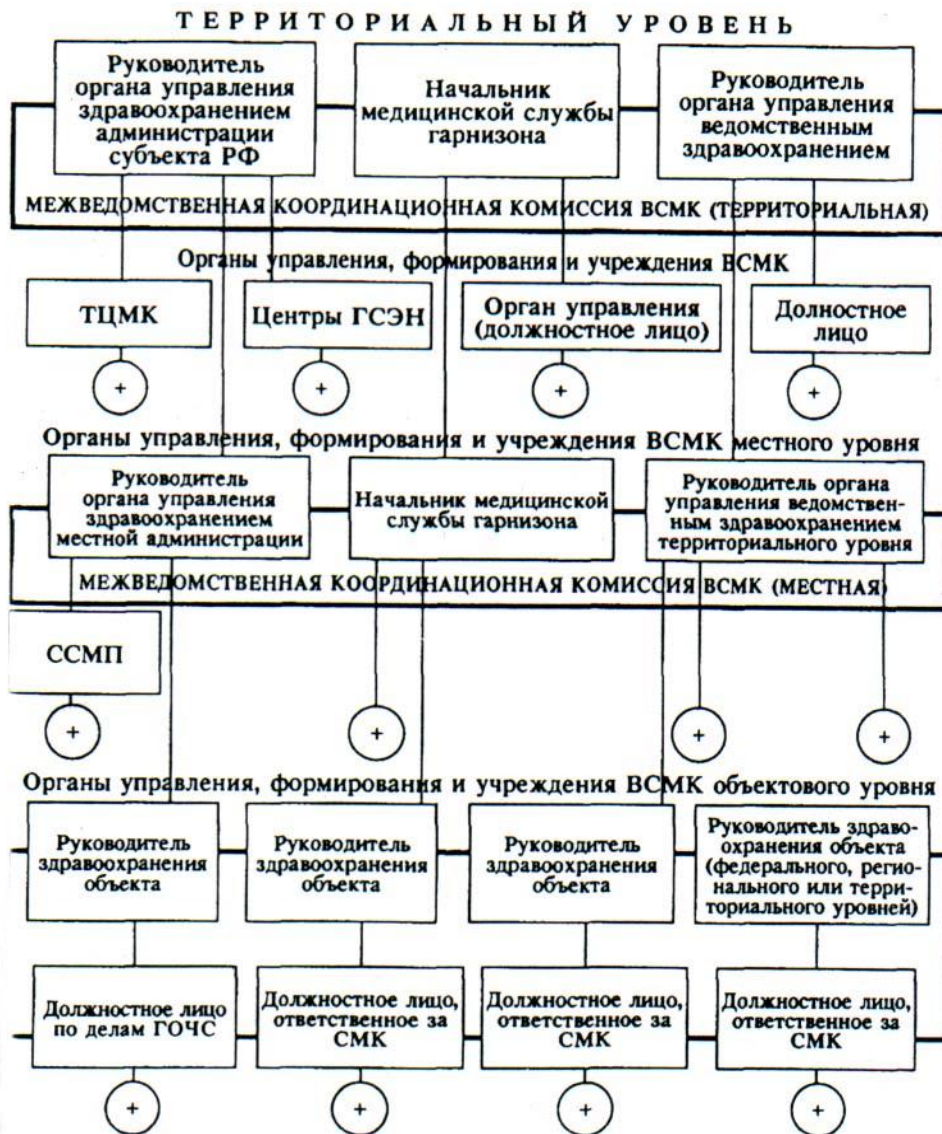 ТЕРРИТОРИАЛЬНЫЙ УРОВЕНЬ
Руководитель
органа управления
здравоохранением
администрации
субъекта РФ
Начальник
медицинской службы
гарнизона
Руководитель
органа управления
ведомственным
здравоохранением
МЕЖВЕДОМСТВЕННАЯ КООРДИНАЦИОННАЯ КОМИССИЯ ВСМК (ТЕРРИТОРИАЛЬНАЯ)
Органы управления, формирования и учреждения ВСМК
ТЦМК
Центры ГСЭН
Орган управления
(должностное лицо)
Долностное
лицо
+
+
+
+
Органы управления, формирования и учреждения ВСМК местного уровня
Руководитель
органа управления
здравоохранением
местной администрации
Начальник медицинской
службы гарнизона
Руководитель органа
управления ведомствен-
ным здравоохранением
территориального уровня
МЕЖВЕДОМСТВЕННАЯ КООРДИНАЦИОННАЯ КОМИССИЯ ВСМК (МЕСТНАЯ)
ССМП
+
+
+
+
Органы управления, формирования и учреждения ВСМК объектового уровня
Руководитель
здравоохранения
объекта
Руководитель
здравоохранения
объекта
Руководитель
здравоохранения
объекта
Руководитель здраво-
охранения объекта
(федерального, регио-
нального или терри-
ториального уровней)
Должностное лицо
по делам ГОЧС
Должностное лицо,
ответственное за
СМК
Должностное лицо,
ответственное за
СМК
Должностное лицо,
ответственное за
СМК
+
+
+
+